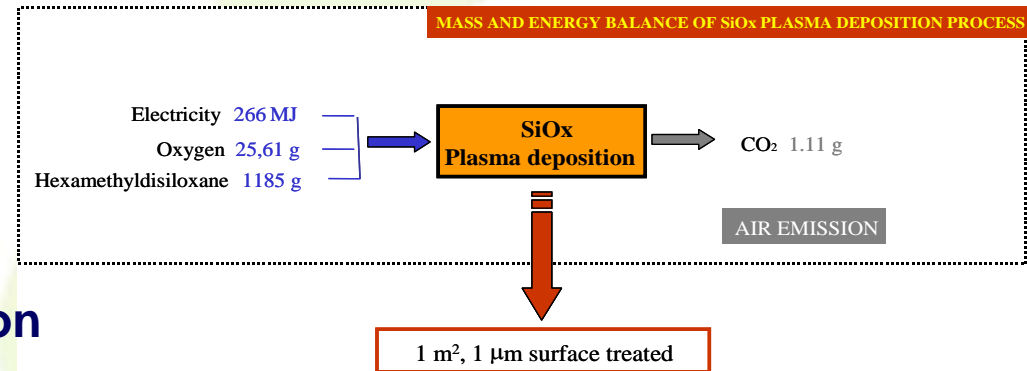 MASS AND ENERGY BALANCE OF SiOx PLASMA DEPOSITION PROCESS
Electricity 266 MJ
Oxygen 25,61 g
Hexamethyldisiloxane 1185 g
SiOx
Plasma deposition
CO₂ 1.11 g
AIR EMISSION
on
1 m², 1 μm surface treated